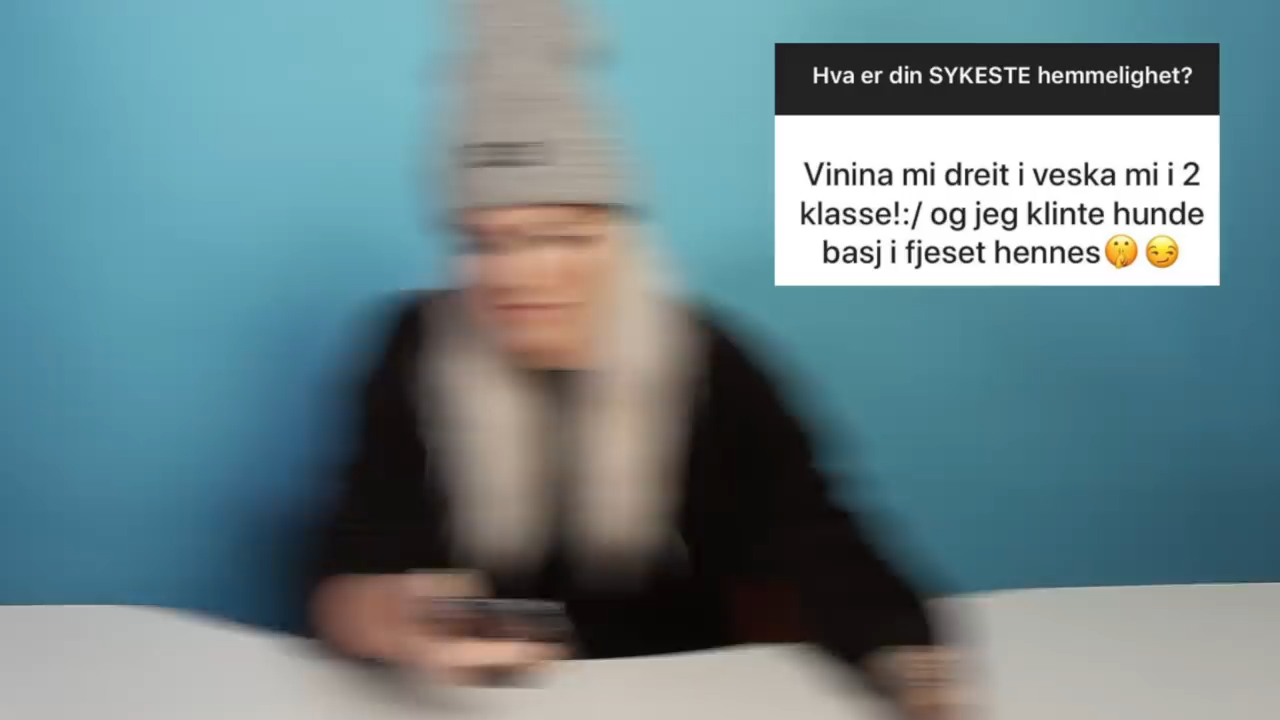 Hva er din SYKESTE hemmelighet?
Vinina mi dreit i veska mi i 2
klasse!:/ og jeg klinte hunde
basj i fjeset hennes🤫😏